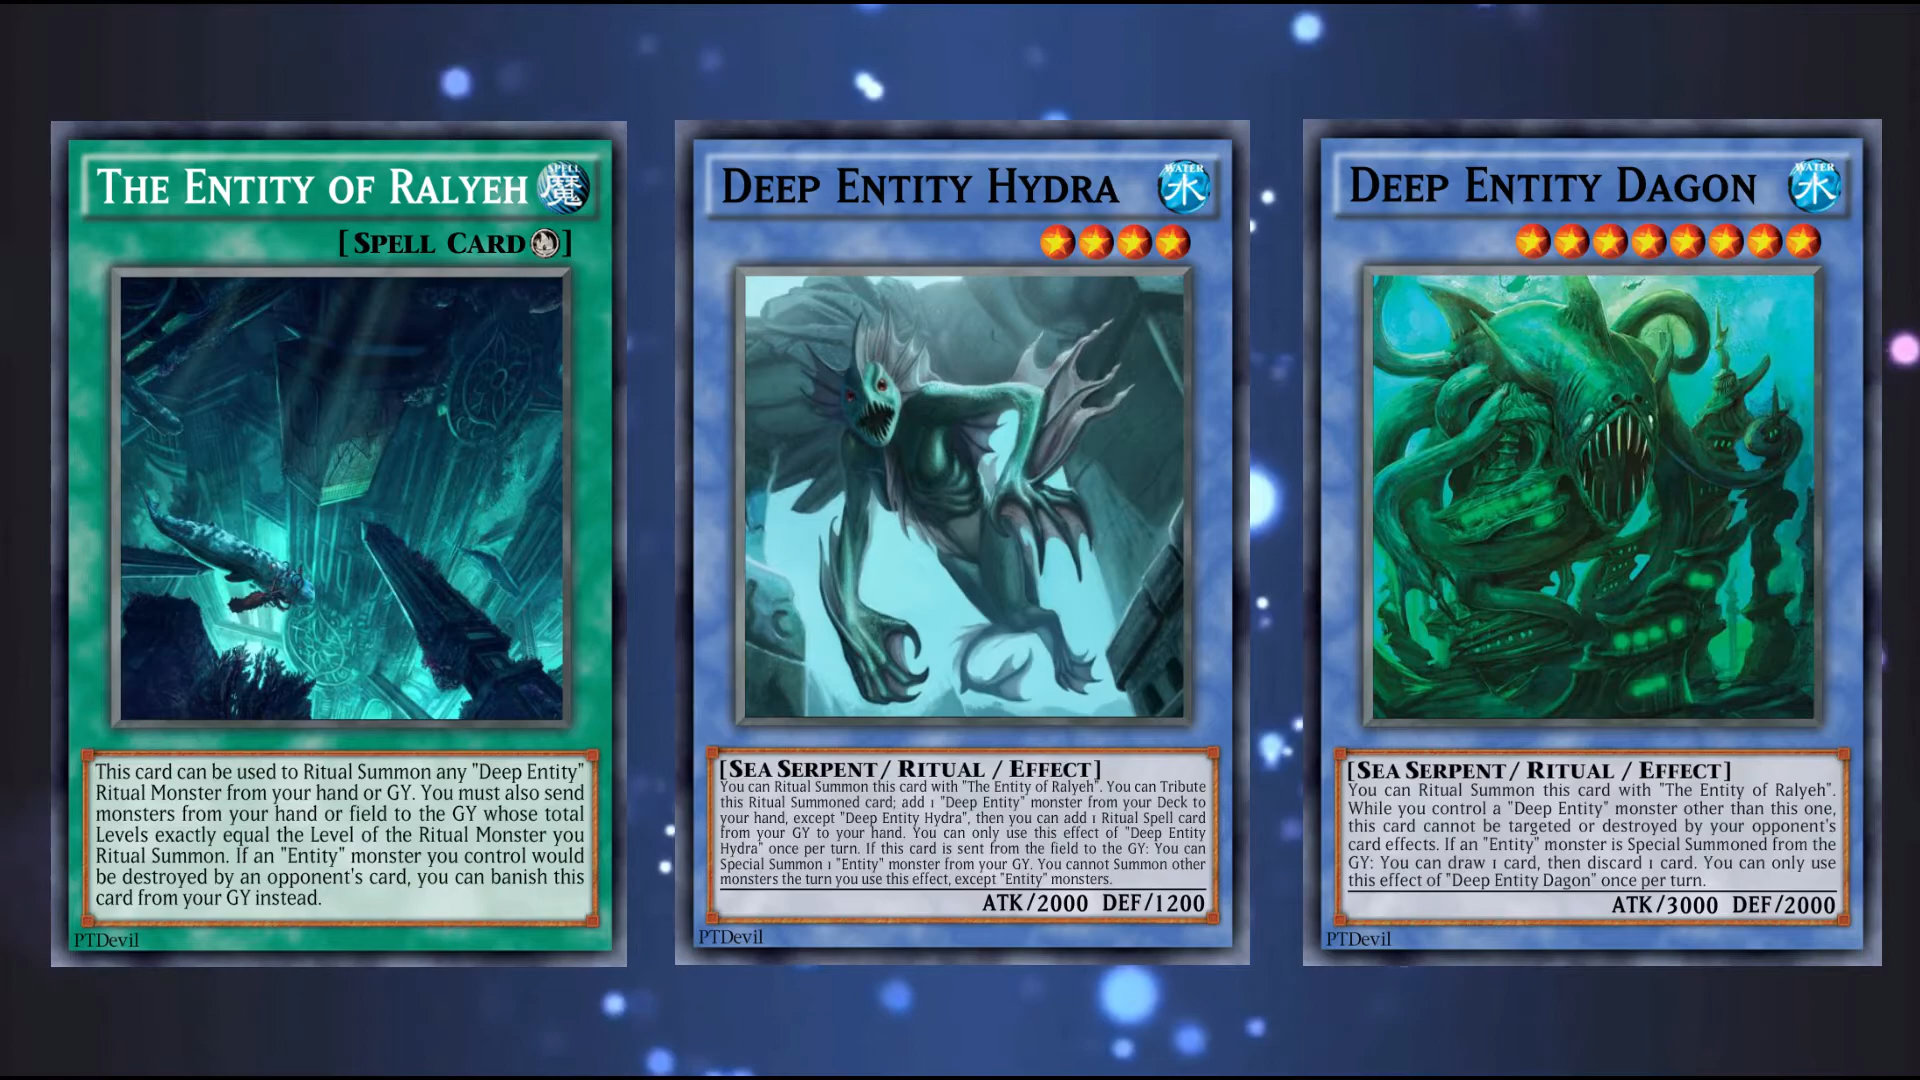 THE ENTITY OF RALYEH
SPELL
魔
[SPELL CARD]
This card can be used to Ritual Summon any "Deep Entity"
Ritual Monster from your hand or GY. You must also send
monsters from your hand or field to the GY whose total
Levels exactly equal the Level of the Ritual Monster you
Ritual Summon. If an "Entity" monster you control would
be destroyed by an opponent's card, you can banish this
card from your GY instead.
PTDevil
DEEP ENTITY HYDRA
WATER
水
[SEA SERPENT/ RITUAL / EFFECT]
You can Ritual Summon this card with "The Entity of Ralyeh". You can Tribute
this Ritual Summoned card; add 1 "Deep Entity" monster from your Deck to
your hand, except "Deep Entity Hydra", then you can add 1 Ritual Spell card
from your GY to your hand. You can only use this effect of "Deep Entity
Hydra" once per turn. If this card is sent from the field to the GY: You can
Special Summon 1 "Entity" monster from your GY. You cannot Summon other
monsters the turn you use this effect, except "Entity" monsters.
ATK/2000 DEF/1200
PTDevil
DEEP ENTITY DAGON
WATER
水
[SEA SERPENT/ RITUAL / EFFECT]
You can Ritual Summon this card with "The Entity of Ralyeh".
While you control a "Deep Entity" monster other than this one,
this card cannot be targeted or destroyed by your opponent's
card effects. If an "Entity" monster is Special Summoned from the
GY: You can draw 1 card, then discard 1 card. You can only use
this effect of "Deep Entity Dagon" once per turn.
ATK/3000 DEF/2000
PTDevil